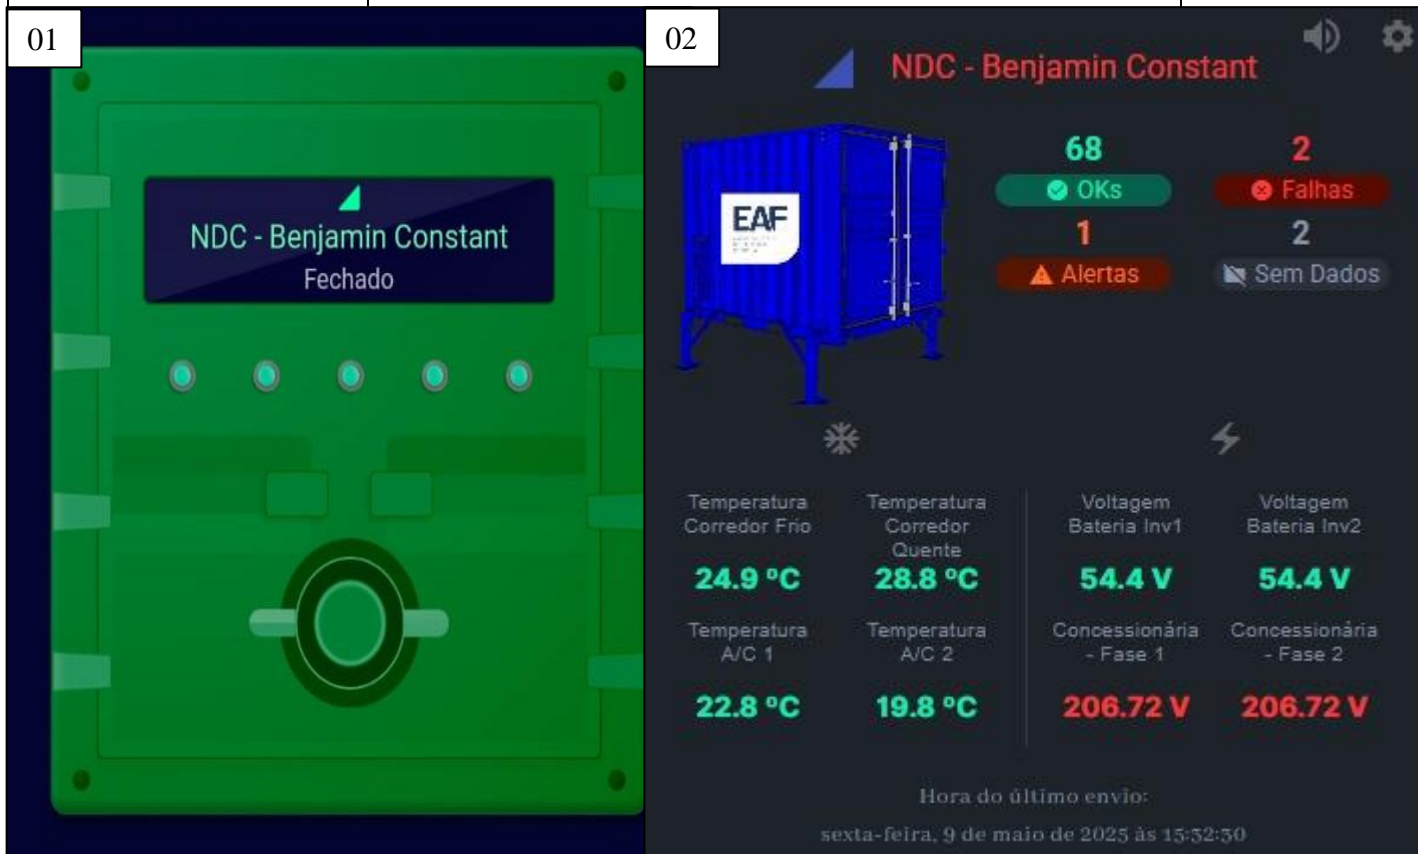 01
NDC - Benjamin Constant
Fechado
02
NDC - Benjamin Constant
EAF
68
OKs
2
Falhas
1
Alertas
2
Sem Dados
Temperatura
Corredor Frio
24.9 ºC
Temperatura
Corredor
Quente
28.8 ºC
Voltagem
Bateria Inv1
54.4 V
Voltagem
Bateria Inv2
54.4 V
Temperatura
A/C 1
22.8 ºC
Temperatura
A/C 2
19.8 ºC
Concessionária
- Fase 1
206.72 V
Concessionária
- Fase 2
206.72 V
Hora do último envio:
sexta-feira, 9 de maio de 2025 às 15:32:30